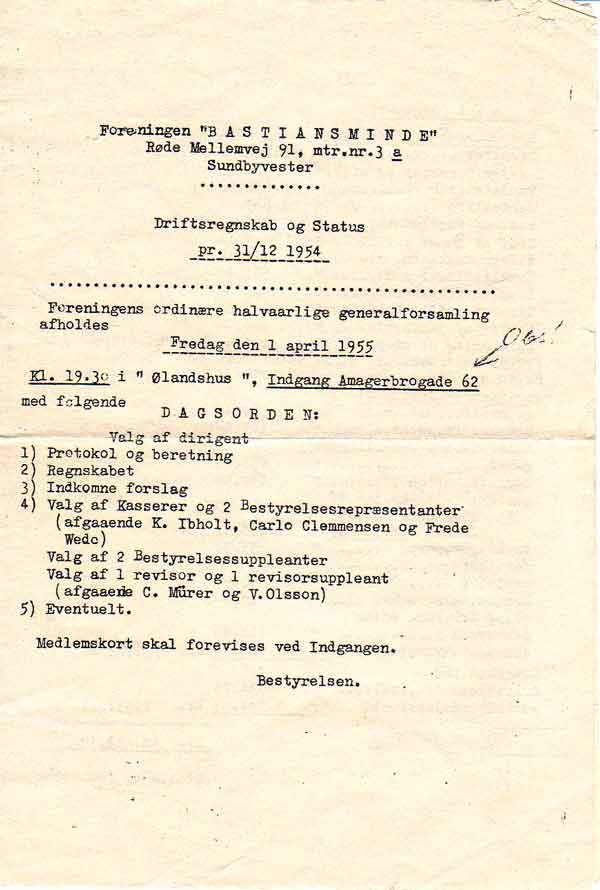 Foreningen "B A S T I A N S M I N D E"
Røde Mellemvej 91, mtr.nr.3 a
Sundbyvester
..............
Driftsregnskab og Status
pr. 31/12 1954
..................................................
Foreningens ordinære halvaarlige generalforsamling
afholdes
Fredag den 1 april 1955
Obs!
Kl. 19.30 i " Ølandshus ", Indgang Amagerbrogade 62
med følgende
D A G S O R D E N:
Valg af dirigent
1) Protokol og beretning
2) Regnskabet
3) Indkomne forslag
4) Valg af Kasserer og 2 Bestyrelsesrepræsentanter
(afgaaende K. Ibholt, Carlo Clemmensen og Frede
Wede)
Valg af 2 Bestyrelsessuppleanter
Valg af 1 revisor og 1 revisorsuppleant
(afgaaende C. Mürer og V.Olsson)
5) Eventuelt.
Medlemskort skal forevises ved Indgangen.
Bestyrelsen.